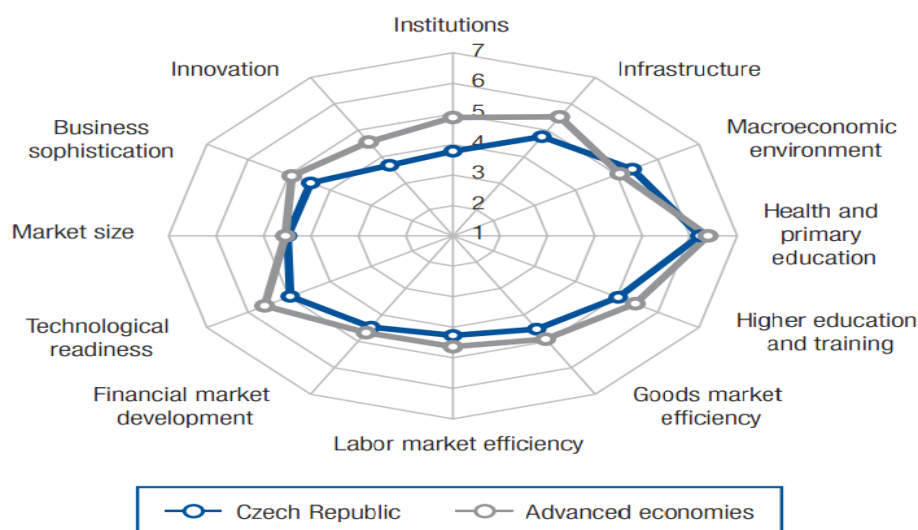 Institutions
7
6
5
4
3
2
1
Innovation
Infrastructure
Business
sophistication
Macroeconomic
environment
Market size
Health and
primary
education
Technological
readiness
Higher education
and training
Financial market
development
Goods market
efficiency
Labor market efficiency
Czech Republic
Advanced economies